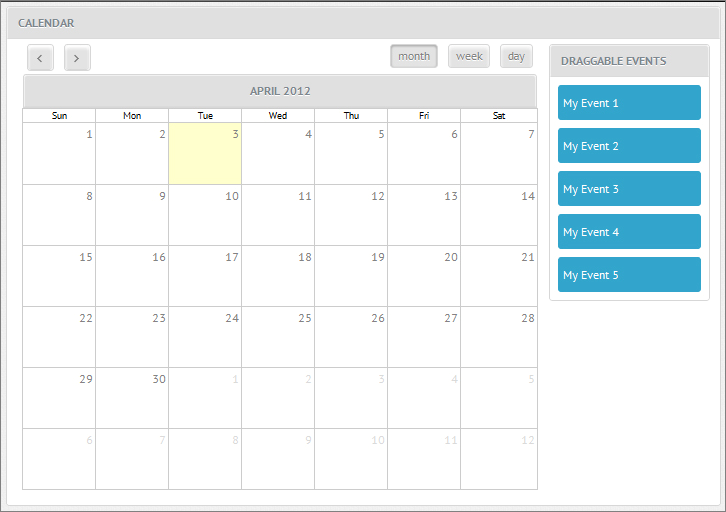 CALENDAR
month week day
APRIL 2012
Sun Mon Tue Wed Thu Fri Sat
1 2 3 4 5 6 7
8 9 10 11 12 13 14
15 16 17 18 19 20 21
22 23 24 25 26 27 28
29 30 1 2 3 4 5
6 7 8 9 10 11 12
DRAGGABLE EVENTS
My Event 1
My Event 2
My Event 3
My Event 4
My Event 5